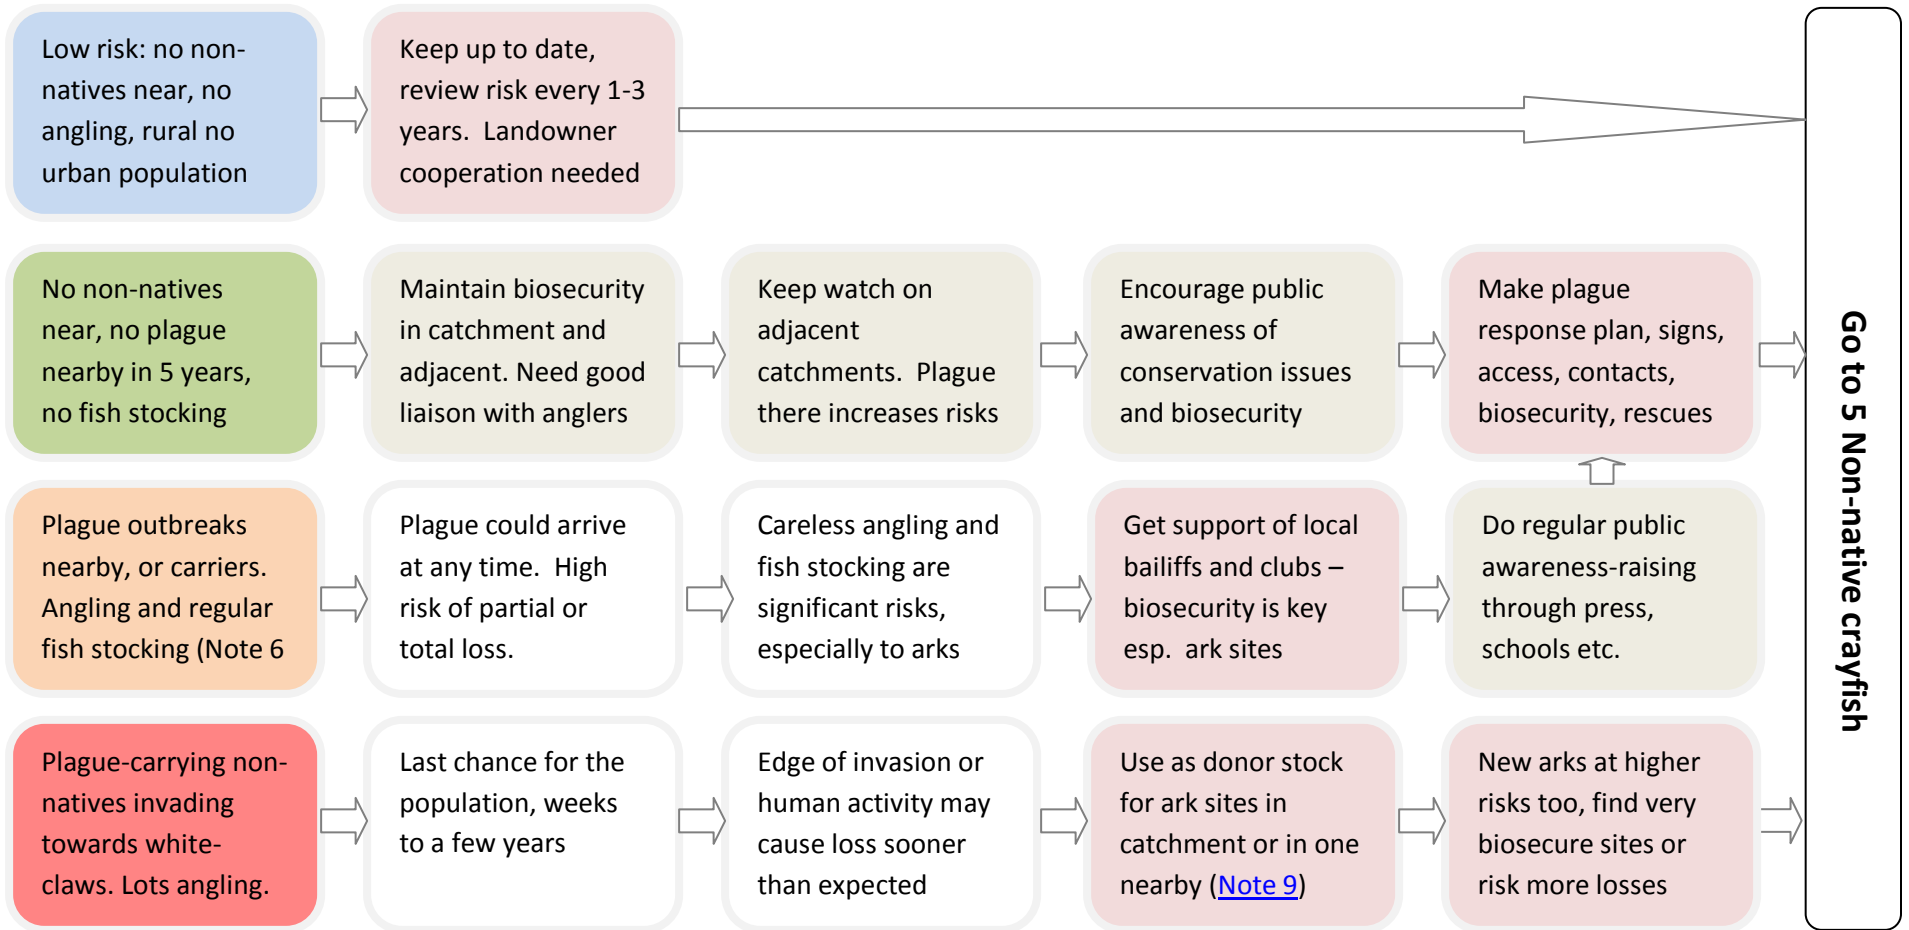 Low risk: no non-
natives near, no
angling, rural no
urban population
Keep up to date,
review risk every 1-3
years.  Landowner
cooperation needed
No non-natives
near, no plague
nearby in 5 years,
no fish stocking
Maintain biosecurity
in catchment and
adjacent. Need good
liaison with anglers
Keep watch on
adjacent
catchments.  Plague
there increases risks
Encourage public
awareness of
conservation issues
and biosecurity
Make plague
response plan, signs,
access, contacts,
biosecurity, rescues
Plague outbreaks
nearby, or carriers.
Angling and regular
fish stocking (Note 6
Plague could arrive
at any time.  High
risk of partial or
total loss.
Careless angling and
fish stocking are
significant risks,
especially to arks
Get support of local
bailiffs and clubs –
biosecurity is key
esp.  ark sites
Do regular public
awareness-raising
through press,
schools etc.
Plague-carrying non-
natives invading
towards white-
claws. Lots angling.
Last chance for the
population, weeks
to a few years
Edge of invasion or
human activity may
cause loss sooner
than expected
Use as donor stock
for ark sites in
catchment or in one
nearby (Note 9)
New arks at higher
risks too, find very
biosecure sites or
risk more losses
Go to 5 Non-native crayfish